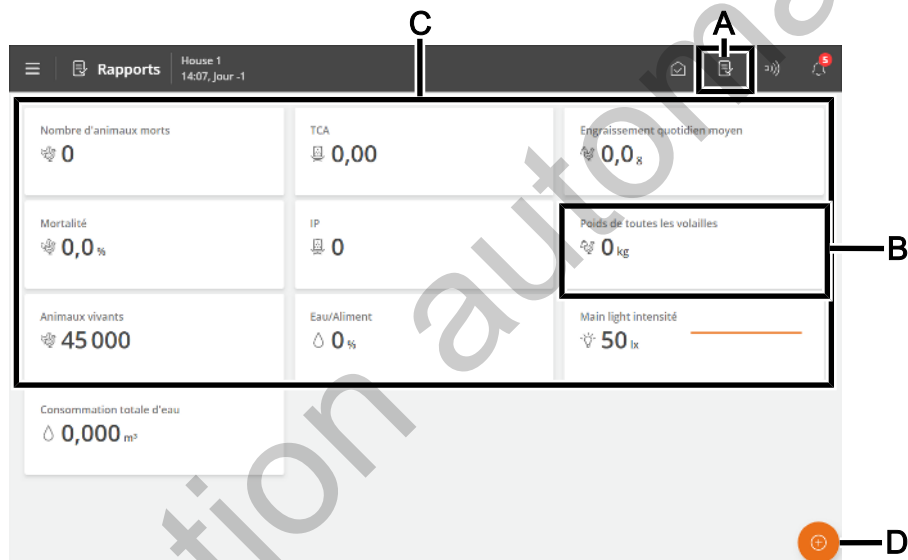 C
A
Rapports
House 1
14:07, Jour -1
5
Nombre d'animaux morts
0
TCA
0,00
Engraissement quotidien moyen
0,0 g
Mortalité
0,0 %
IP
0
Poids de toutes les volailles
0 kg
B
Animaux vivants
45 000
Eau/Aliment
0 %
Main light intensité
50 lx
Consommation totale d'eau
0,000 m³
D
tion automa